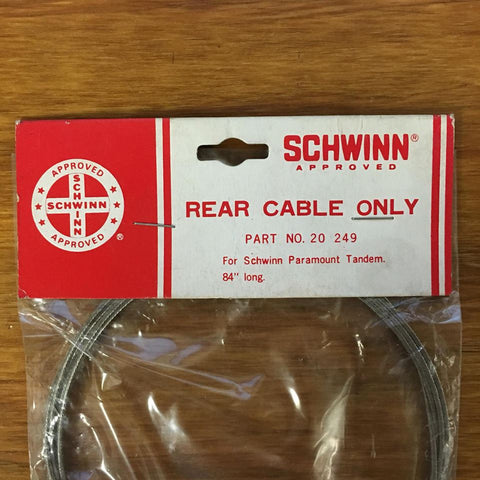 APPROVED
SCHWINN
SCHWINN
APPROVED
®
SCHWINN®
APPROVED
REAR CABLE ONLY
PART NO. 20 249
For Schwinn Paramount Tandem.
84" long.